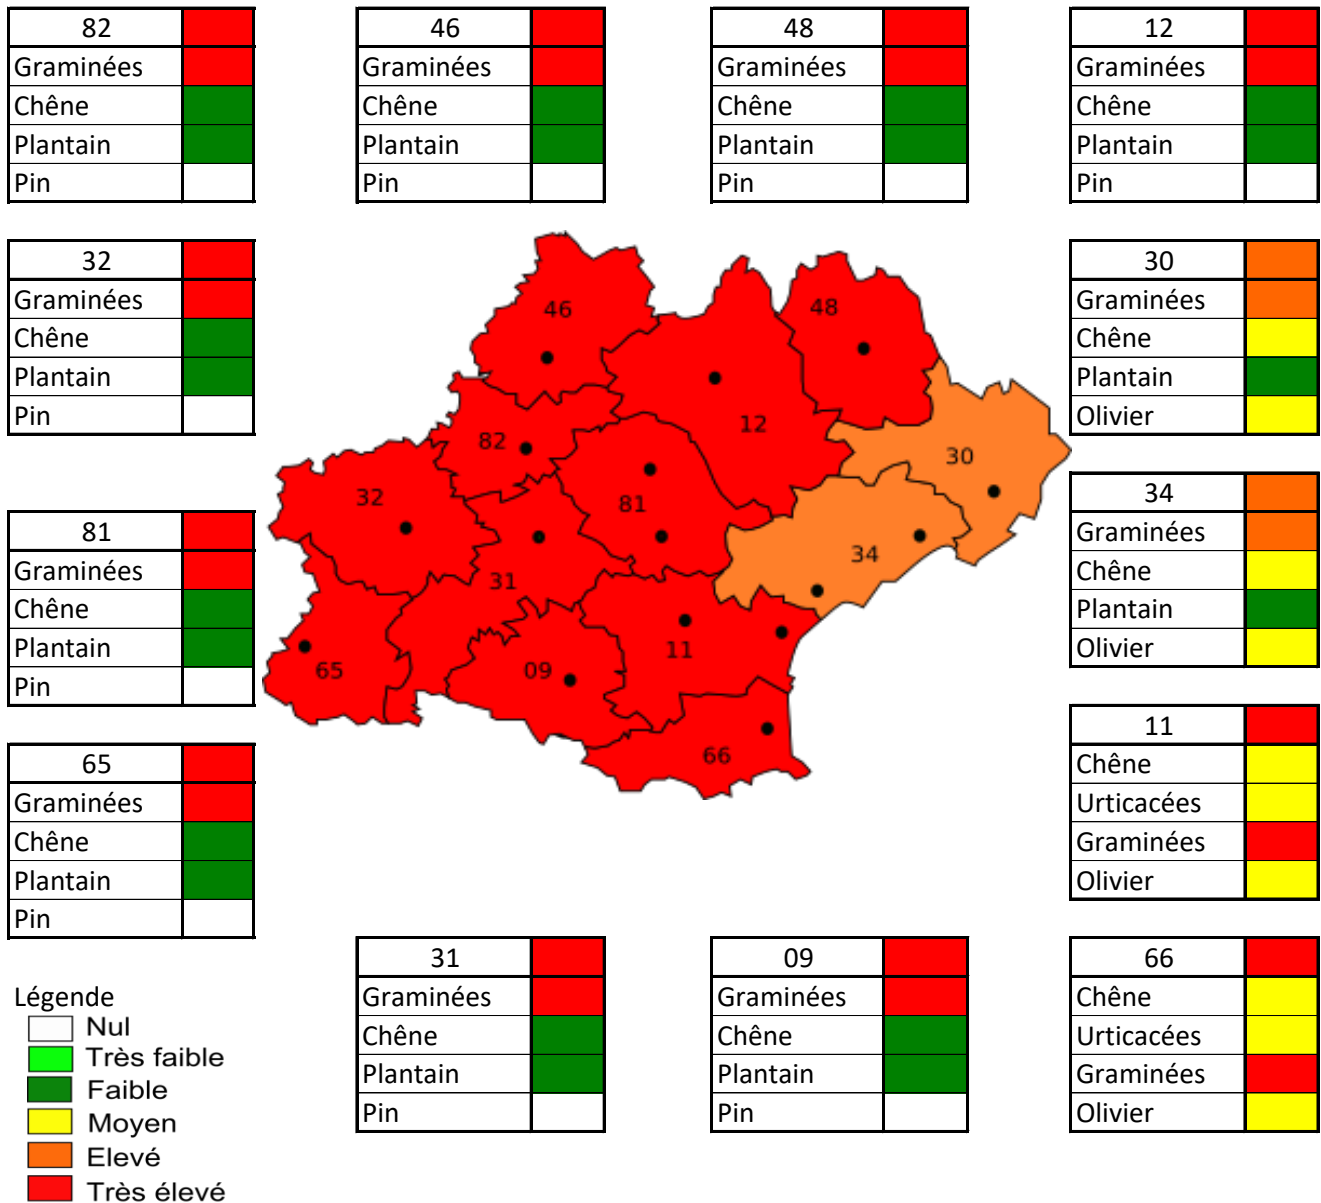 82
Graminées
Chêne
Plantain
Pin
46
Graminées
Chêne
Plantain
Pin
48
Graminées
Chêne
Plantain
Pin
12
Graminées
Chêne
Plantain
Pin
32
Graminées
Chêne
Plantain
Pin
81
Graminées
Chêne
Plantain
Pin
65
Graminées
Chêne
Plantain
Pin
46
48
12
82
30
32
81
34
31
65
09
11
66
30
Graminées
Chêne
Plantain
Olivier
34
Graminées
Chêne
Plantain
Olivier
11
Chêne
Urticacées
Graminées
Olivier
31
Graminées
Chêne
Plantain
Pin
09
Graminées
Chêne
Plantain
Pin
66
Chêne
Urticacées
Graminées
Olivier
Légende
Nul
Très faible
Faible
Moyen
Elevé
Très élevé